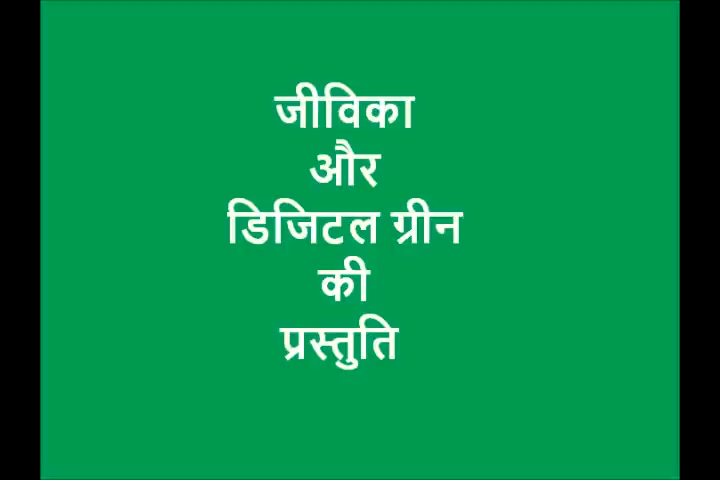 जीविका
और
डिजिटल ग्रीन
की
प्रस्तुति